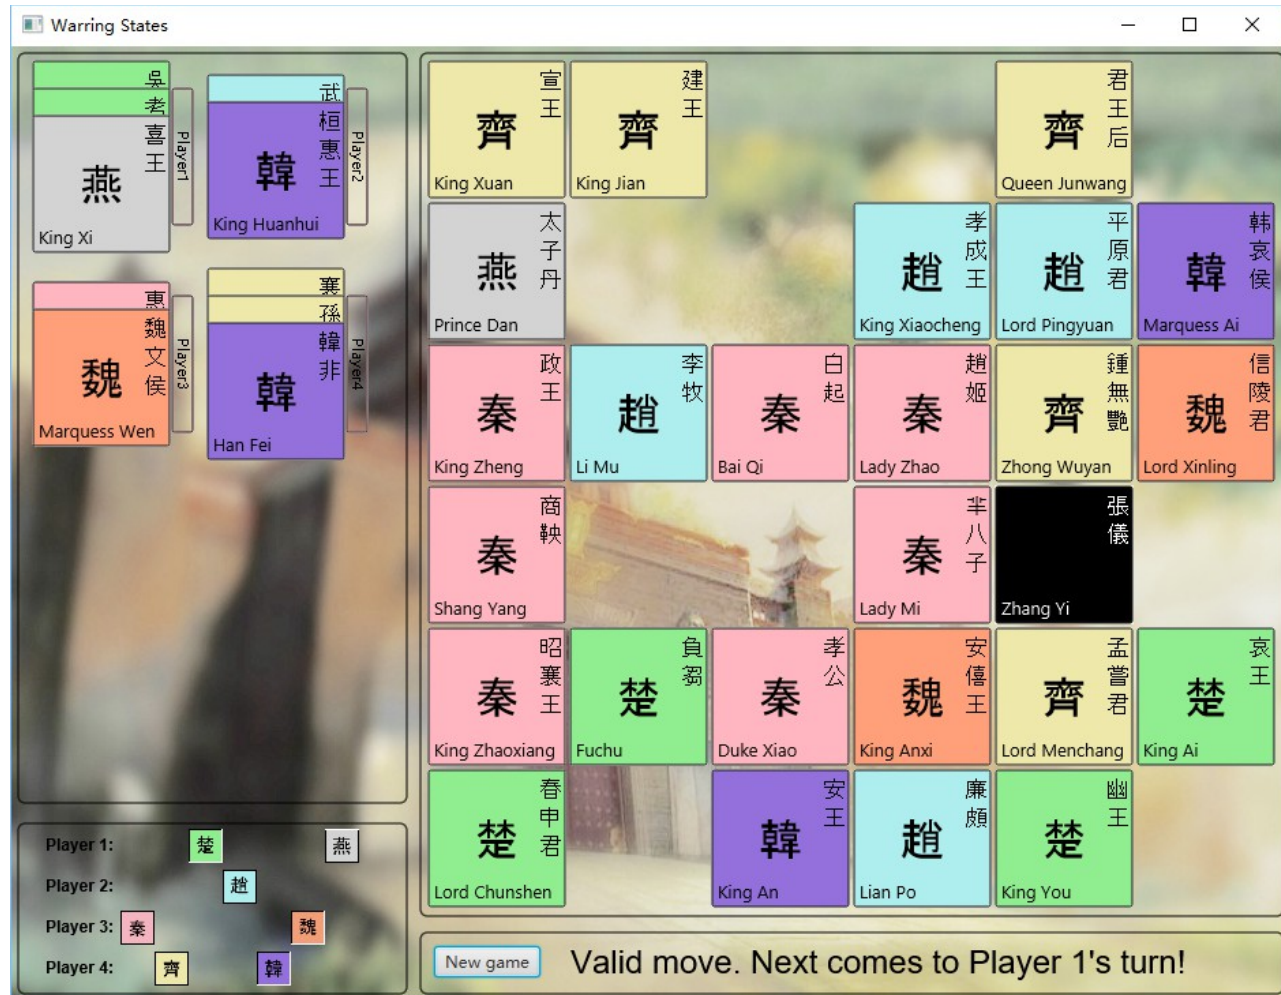 Warring States
吳
老
喜王
燕
King Xi
Player1
武
桓惠王
韓
King Huanhui
Player2
惠
魏文侯
魏
Marquess Wen
Player3
襄
孫
韓非
韓
Han Fei
Player4
宣王
齊
King Xuan
建王
齊
King Jian
君王后
齊
Queen Junwang
太子丹
燕
Prince Dan
孝成王
趙
King Xiaocheng
平原君
趙
Lord Pingyuan
韩哀侯
韓
Marquess Ai
政王
秦
King Zheng
李牧
趙
Li Mu
白起
秦
Bai Qi
趙姬
秦
Lady Zhao
鍾無艷
齊
Zhong Wuyan
信陵君
魏
Lord Xinling
商鞅
秦
Shang Yang
芈八子
秦
Lady Mi
張儀
Zhang Yi
昭襄王
秦
King Zhaoxiang
負芻
楚
Fuchu
孝公
秦
Duke Xiao
安僖王
魏
King Anxi
孟嘗君
齊
Lord Menchang
哀王
楚
King Ai
春申君
楚
Lord Chunshen
安王
韓
King An
廉頗
趙
Lian Po
幽王
楚
King You
Player 1: 楚 燕
Player 2: 趙
Player 3: 秦 魏
Player 4: 齊 韓
New game
Valid move. Next comes to Player 1's turn!